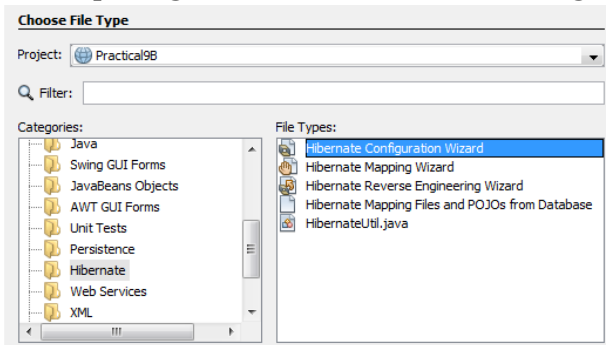 Choose File Type
Project: Practical9B
Filter:
Categories:
Java
Swing GUI Forms
JavaBeans Objects
AWT GUI Forms
Unit Tests
Persistence
Hibernate
Web Services
XML
File Types:
Hibernate Configuration Wizard
Hibernate Mapping Wizard
Hibernate Reverse Engineering Wizard
Hibernate Mapping Files and POJOs from Database
HibernateUtil.java